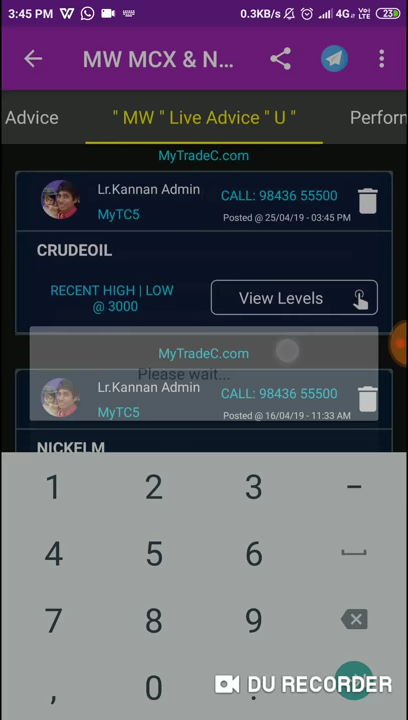 3:45 PM W 0.3KB/s 4G VoLTE 23
MW MCX & N...
Advice " MW " Live Advice " U " Perform
MyTradeC.com
Lr.Kannan Admin CALL: 98436 55500
MyTC5 Posted @ 25/04/19 - 03:45 PM
CRUDEOIL
RECENT HIGH | LOW
@ 3000
View Levels
MyTradeC.com
Please wait...
Lr.Kannan Admin CALL: 98436 55500
MyTC5 Posted @ 16/04/19 - 11:33 AM
NICKELM
1 2 3 -
4 5 6
7 8 9
, 0 .
DU RECORDER